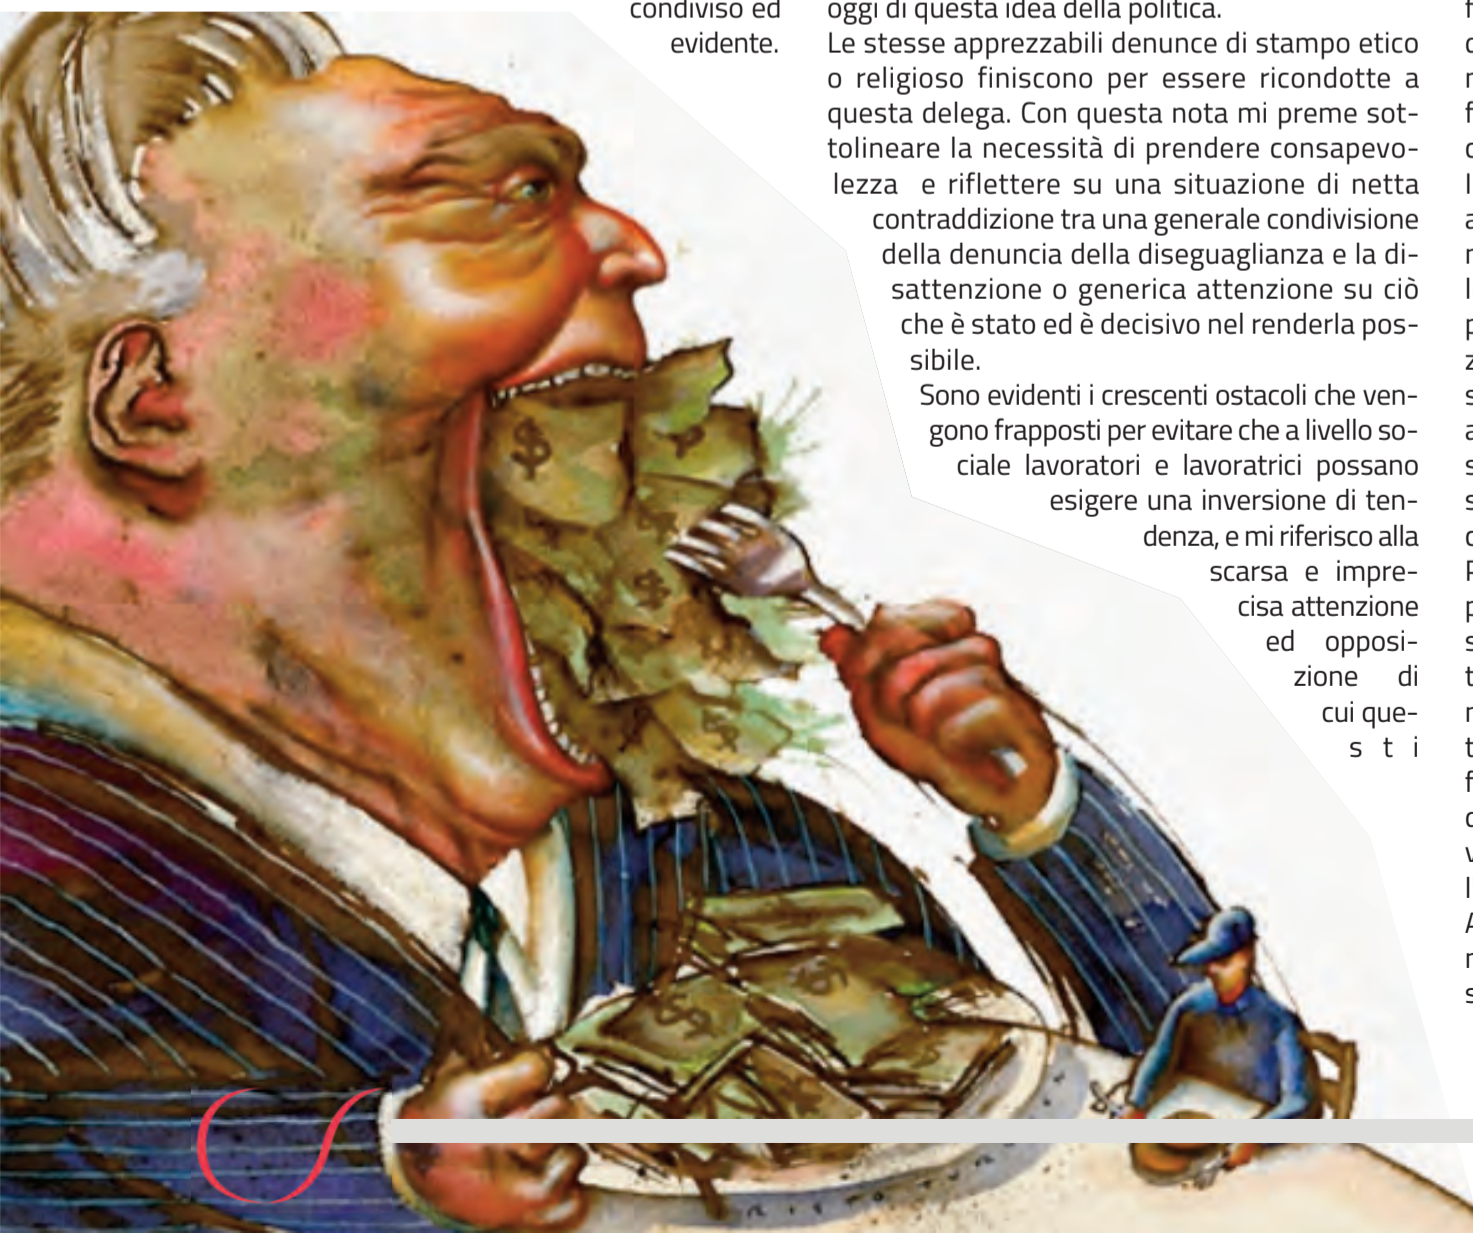 condiviso ed
evidente.
oggi di questa idea della politica.
Le stesse apprezzabili denunce di stampo etico
o religioso finiscono per essere ricondotte a
questa delega. Con questa nota mi preme sot-
tolineare la necessità di prendere consapevo-
lezza e riflettere su una situazione di netta
contraddizione tra una generale condivisione
della denuncia della diseguaglianza e la di-
sattenzione o generica attenzione su ciò
che è stato ed è decisivo nel renderla pos-
sibile.
Sono evidenti i crescenti ostacoli che ven-
gono frapposti per evitare che a livello so-
ciale lavoratori e lavoratrici possano
esigere una inversione di ten-
denza, e mi riferisco alla
scarsa e impre-
cisa attenzione
ed opposi-
zione di
cui que-
s t i